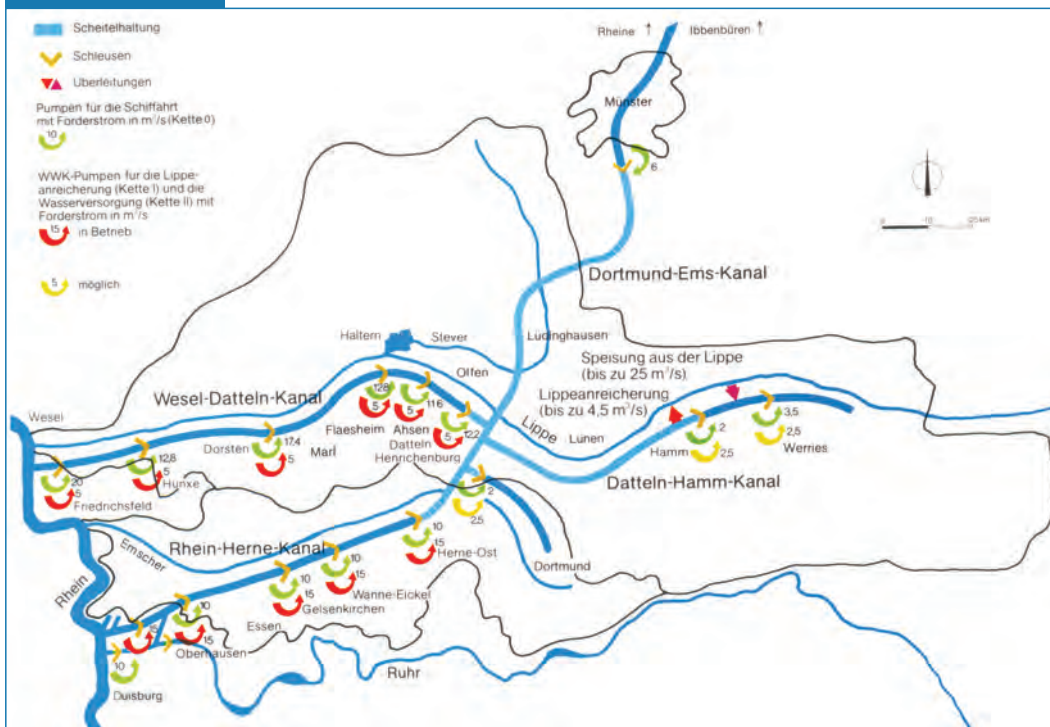 Scheitelhaltung
Schleusen
Überleitungen
Pumpen für die Schiffahrt
mit Förderstrom in m³/s (Kette 0)
10
WWK-Pumpen für die Lippe-
anreicherung (Kette I) und die
Wasserversorgung (Kette II) mit
Förderstrom in m³/s
15 in Betrieb
5 möglich
Rheine Ibbenbüren
Münster
6
0 10
Dortmund-Ems-Kanal
Haltern Stever Lüdinghausen
Speisung aus der Lippe
(bis zu 25 m³/s)
Olfen
Lippeanreicherung
(bis zu 4,5 m³/s)
Wesel-Datteln-Kanal
Wesel
12,8 11,6
5 5
Flaesheim Ahsen
Lippe
Lünen
2 3,5
2,5 2,5
Hamm Werries
Dorsten 17,4
5
Marl
Datteln 5 12,2
Henrichenburg
12,8
5
Hünxe
20
5
Friedrichsfeld
Datteln-Hamm-Kanal
2
2,5
Emscher
Rhein-Herne-Kanal
10
15
Herne-Ost
Dortmund
Rhein
10
15
Wanne-Eickel
10
15
Gelsenkirchen
Essen
10
15
Oberhausen
15
10
Duisburg
Ruhr